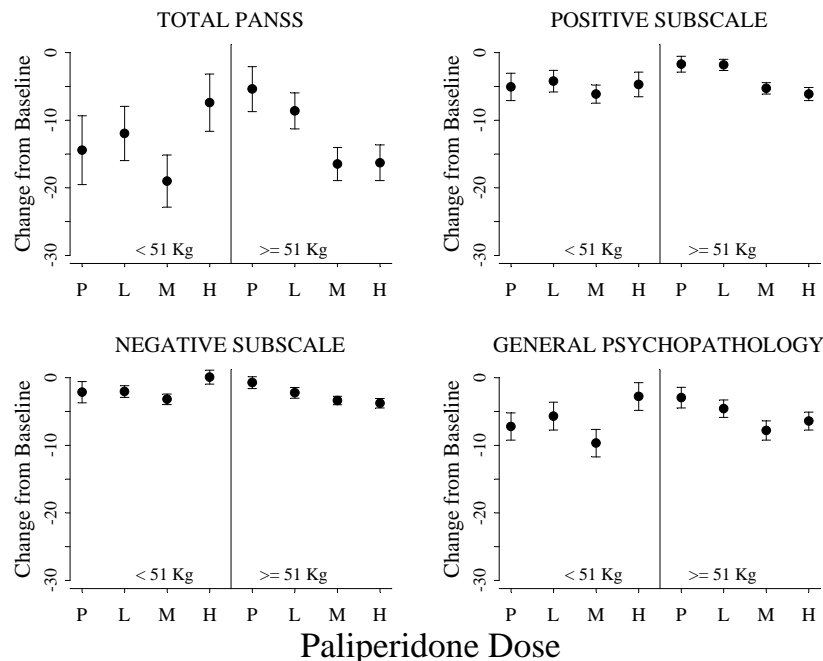 TOTAL PANSS
Change from Baseline
0
-10
-20
-30
< 51 Kg
>= 51 Kg
P L M H P L M H
POSITIVE SUBSCALE
Change from Baseline
0
-10
-20
-30
< 51 Kg
>= 51 Kg
P L M H P L M H
NEGATIVE SUBSCALE
Change from Baseline
0
-10
-20
-30
< 51 Kg
>= 51 Kg
P L M H P L M H
GENERAL PSYCHOPATHOLOGY
Change from Baseline
0
-10
-20
-30
< 51 Kg
>= 51 Kg
P L M H P L M H
Paliperidone Dose